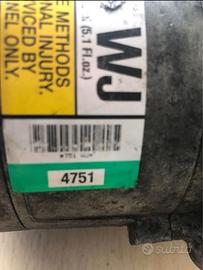 E METHODS
NAL INJURY.
VICED BY
NEL ONLY.
WJ
(5.1 Fl.oz.)
4751
subito